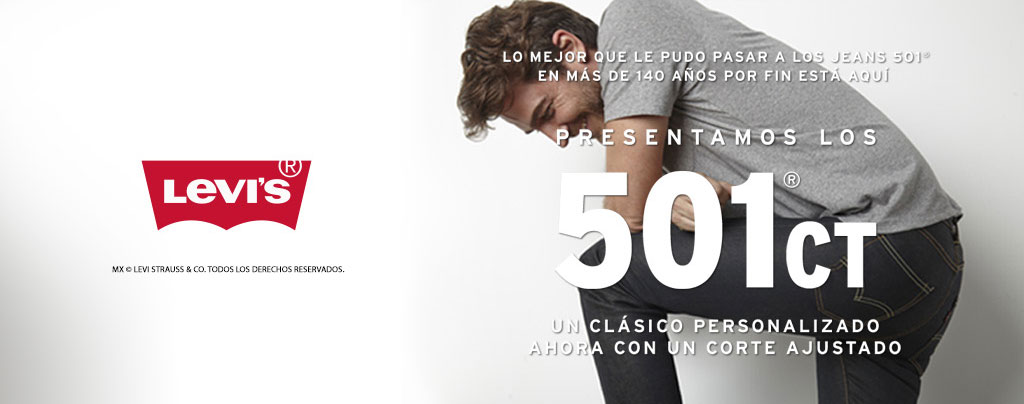 LEVI'S®
MX © LEVI STRAUSS & CO. TODOS LOS DERECHOS RESERVADOS.
LO MEJOR QUE LE PUDO PASAR A LOS JEANS 501®
EN MÁS DE 140 AÑOS POR FIN ESTÁ AQUÍ
PRESENTAMOS LOS
501®CT
UN CLÁSICO PERSONALIZADO
AHORA CON UN CORTE AJUSTADO